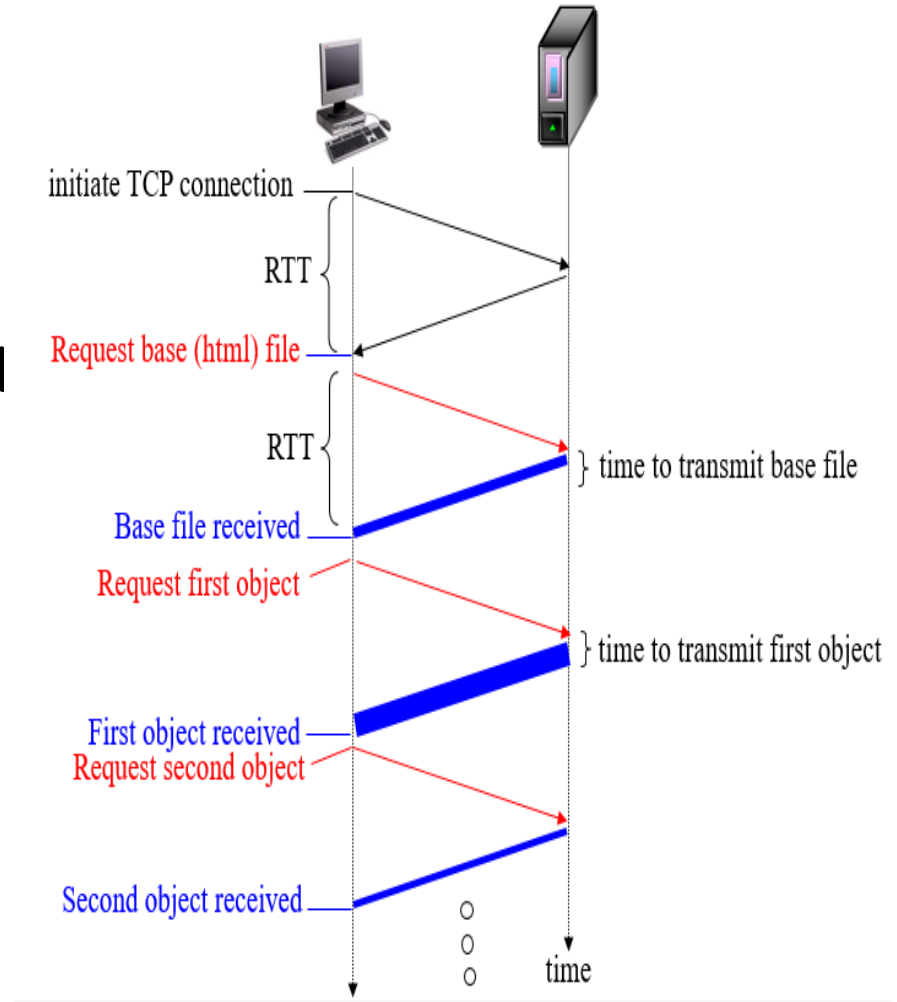 initiate TCP connection
RTT
Request base (html) file
RTT
time to transmit base file
Base file received
Request first object
time to transmit first object
First object received
Request second object
Second object received
time